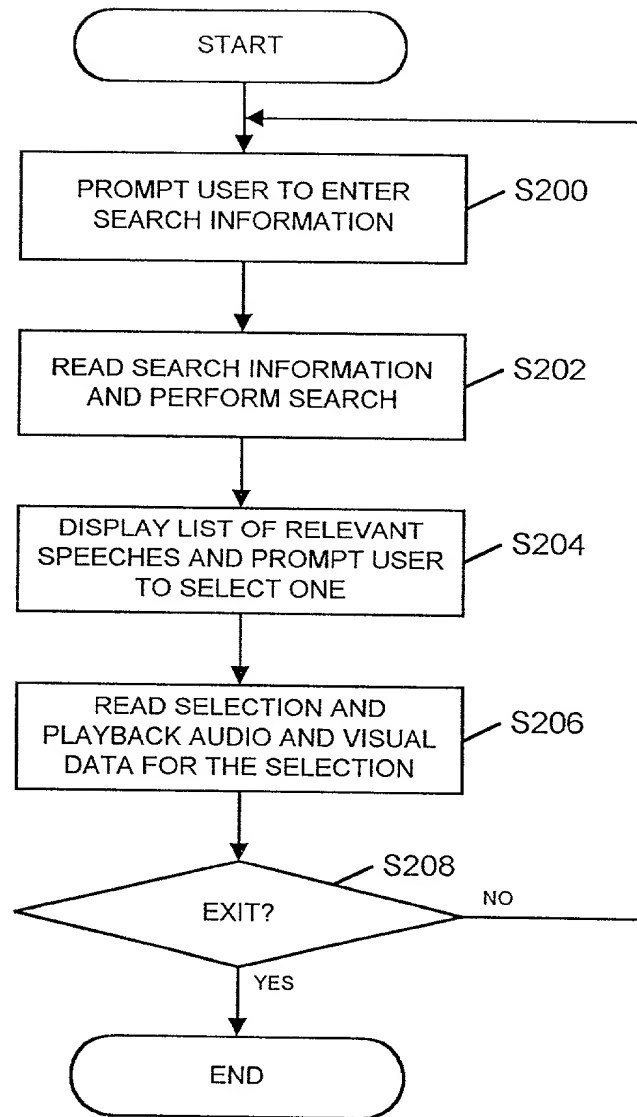 START
PROMPT USER TO ENTER
SEARCH INFORMATION
S200
READ SEARCH INFORMATION
AND PERFORM SEARCH
S202
DISPLAY LIST OF RELEVANT
SPEECHES AND PROMPT USER
TO SELECT ONE
S204
READ SELECTION AND
PLAYBACK AUDIO AND VISUAL
DATA FOR THE SELECTION
S206
S208
EXIT?
NO
YES
END